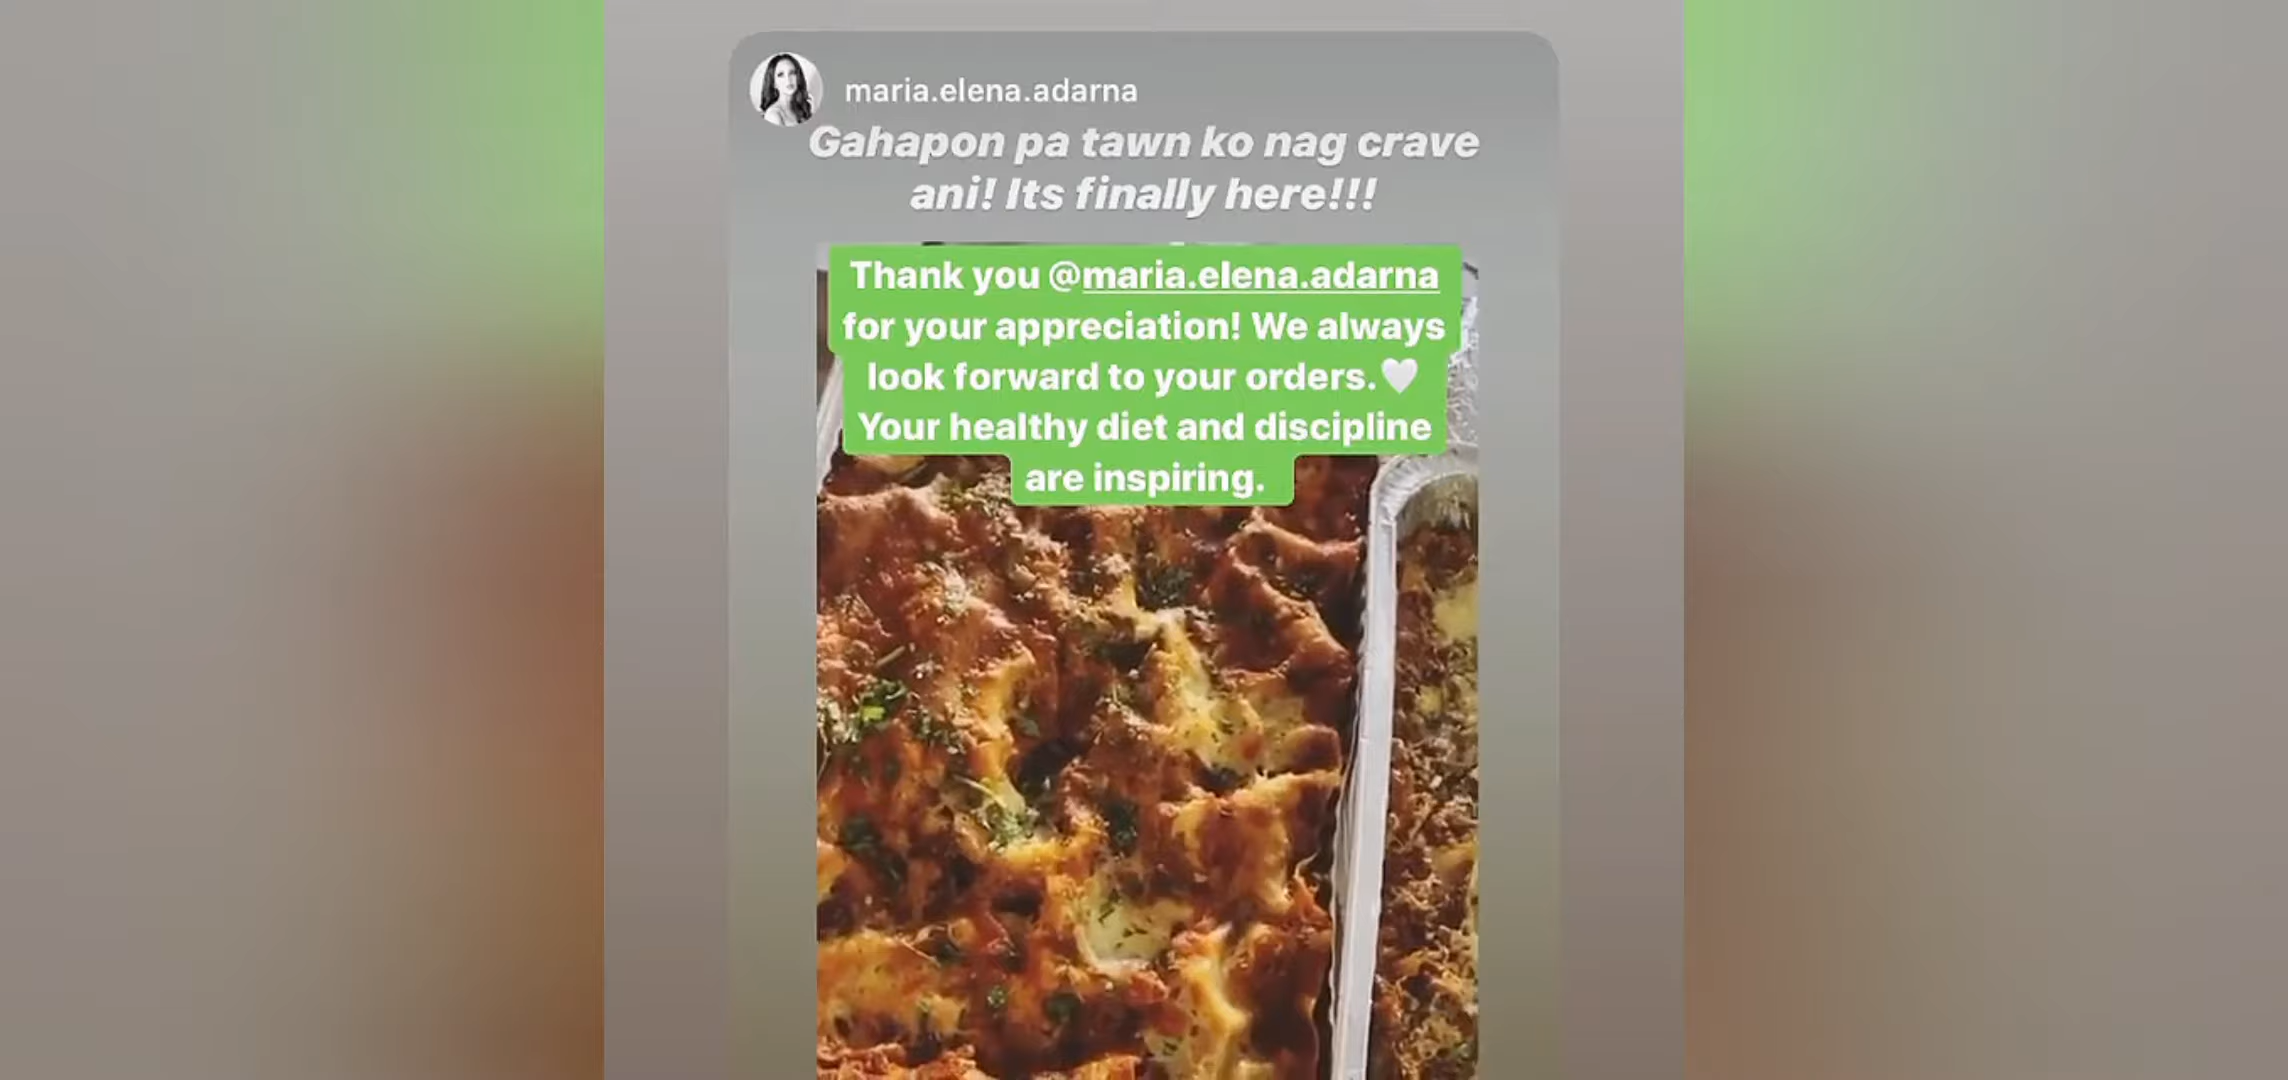 maria.elena.adarna
Gahapon pa tawn ko nag crave
ani! Its finally here!!!
Thank you @maria.elena.adarna
for your appreciation! We always
look forward to your orders.🤍
Your healthy diet and discipline
are inspiring.